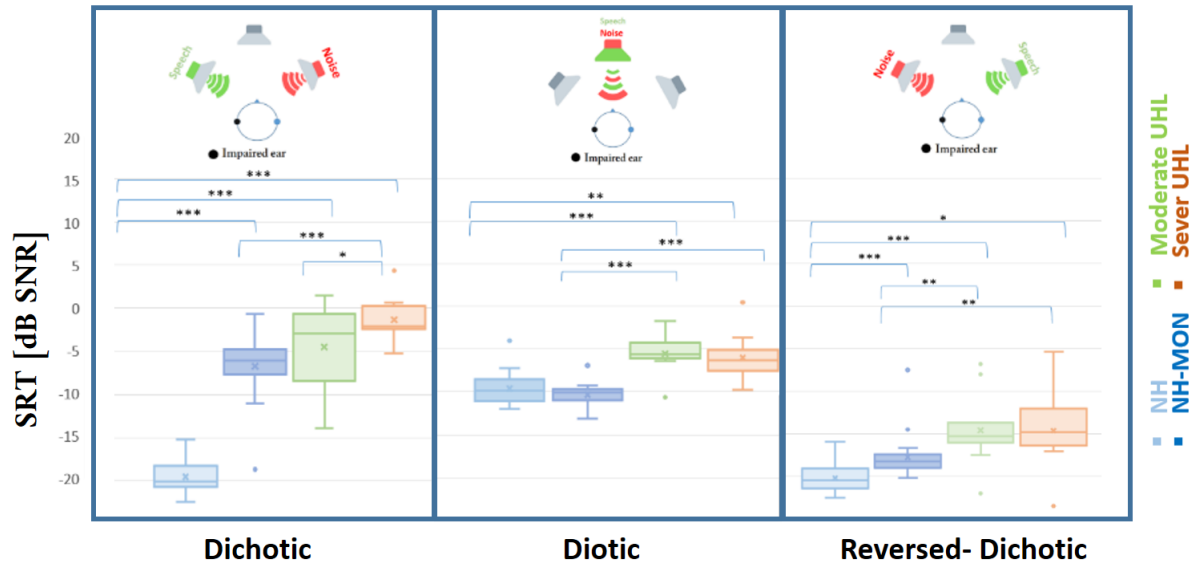 Speech
Noise
Impaired ear
***
***
***
***
*
Speech
Noise
Impaired ear
**
***
***
***
Noise
Speech
Impaired ear
*
***
***
**
**
20
15
10
5
0
-5
-10
-15
-20
SRT [dB SNR]
Dichotic
Diotic
Reversed- Dichotic
NH
NH-MON
Moderate UHL
Sever UHL